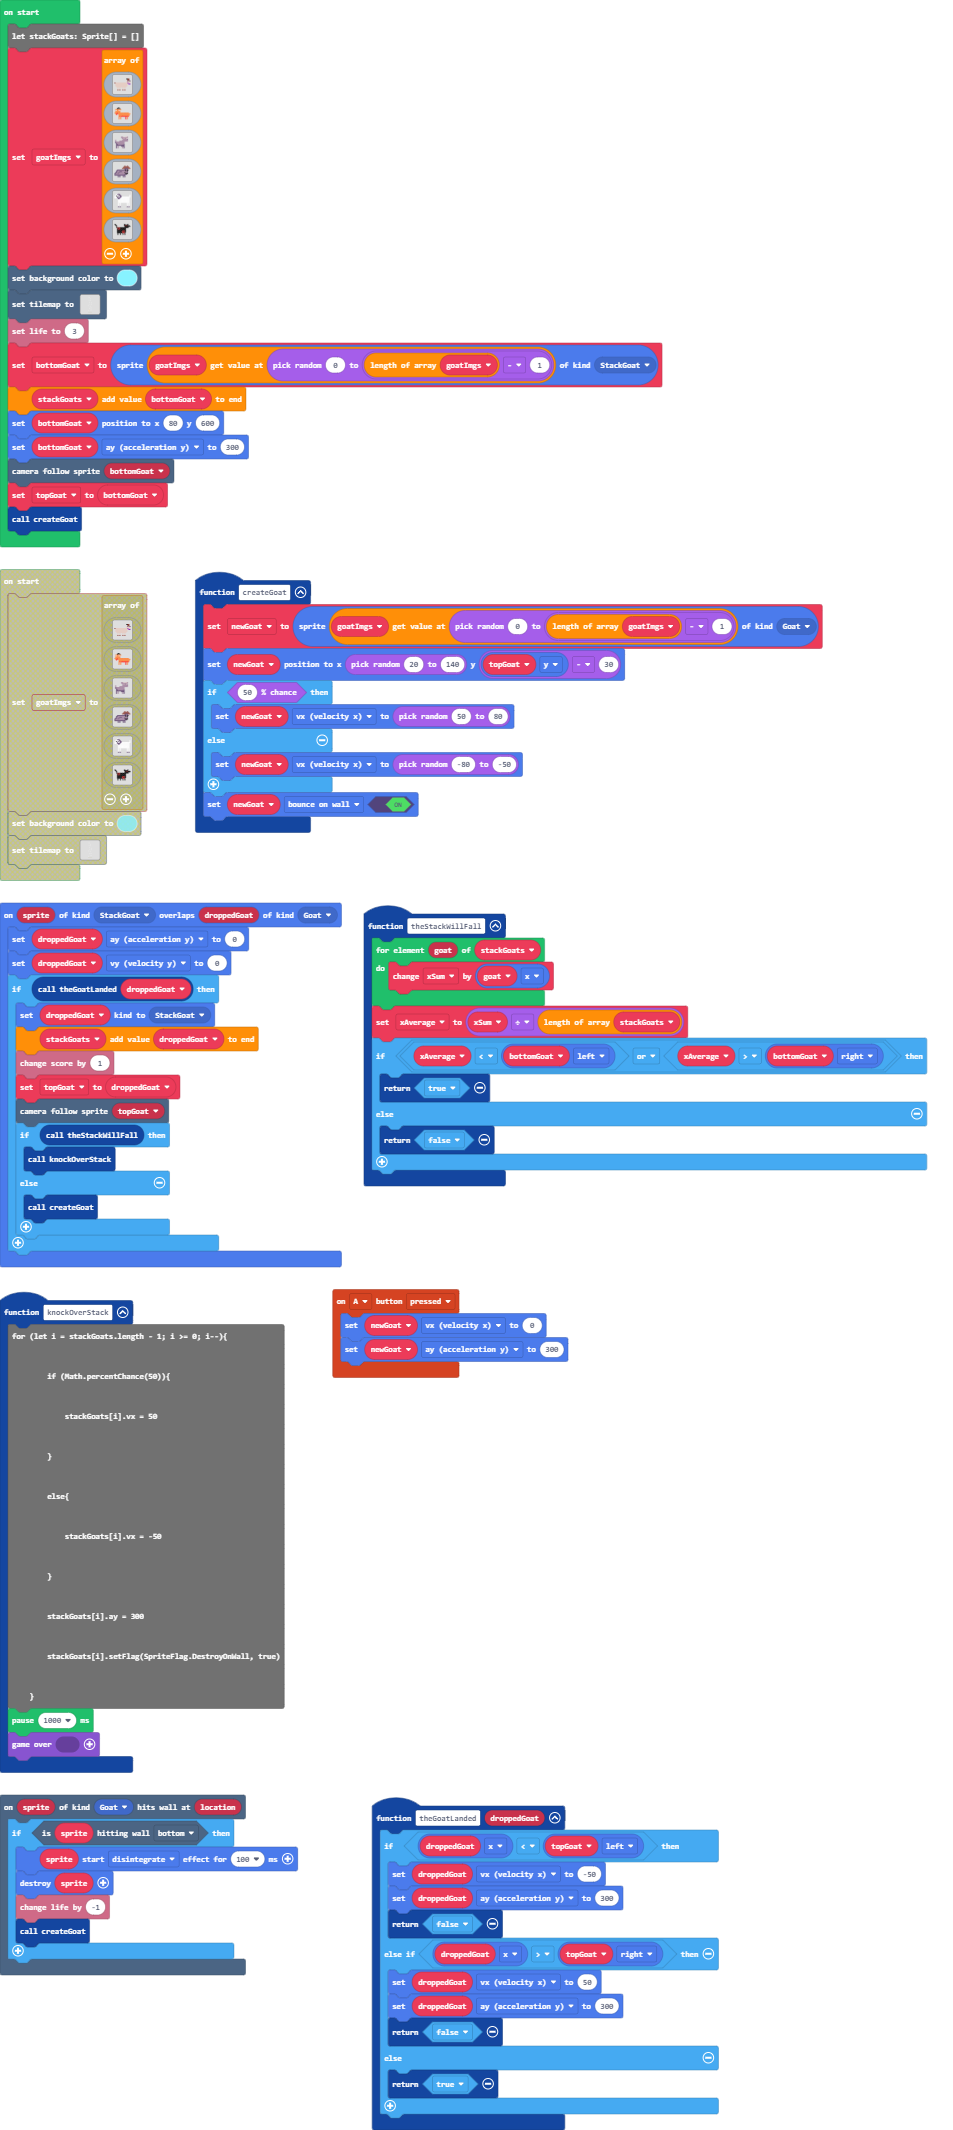 on start
let stackGoats: Sprite[] = []
array of
set goatImgs to
set background color to
set tilemap to
set life to 3
set bottomGoat to sprite goatImgs get value at pick random 0 to length of array goatImgs - 1 of kind StackGoat
stackGoats add value bottomGoat to end
set bottomGoat position to x 80 y 600
set bottomGoat ay (acceleration y) to 300
camera follow sprite bottomGoat
set topGoat to bottomGoat
call createGoat
on start
array of
set goatImgs to
set background color to
set tilemap to
function createGoat
set newGoat to sprite goatImgs get value at pick random 0 to length of array goatImgs - 1 of kind Goat
set newGoat position to x pick random 20 to 140 y topGoat y - 30
if 50 % chance then
set newGoat vx (velocity x) to pick random 50 to 80
else
set newGoat vx (velocity x) to pick random -80 to -50
set newGoat bounce on wall ON
on sprite of kind StackGoat overlaps droppedGoat of kind Goat
set droppedGoat ay (acceleration y) to 0
set droppedGoat vy (velocity y) to 0
if call theGoatLanded droppedGoat then
set droppedGoat kind to StackGoat
stackGoats add value droppedGoat to end
change score by 1
set topGoat to droppedGoat
camera follow sprite topGoat
if call theStackWillFall then
call knockOverStack
else
call createGoat
function theStackWillFall
for element goat of stackGoats
do
change xSum by goat x
set xAverage to xSum ÷ length of array stackGoats
if xAverage < bottomGoat left or xAverage > bottomGoat right then
return true
else
return false
function knockOverStack
for (let i = stackGoats.length - 1; i >= 0; i--){
if (Math.percentChance(50)){
stackGoats[i].vx = 50
}
else{
stackGoats[i].vx = -50
}
stackGoats[i].ay = 300
stackGoats[i].setFlag(SpriteFlag.DestroyOnWall, true)
}
pause 1000 ms
game over
on A button pressed
set newGoat vx (velocity x) to 0
set newGoat ay (acceleration y) to 300
on sprite of kind Goat hits wall at location
if is sprite hitting wall bottom then
sprite start disintegrate effect for 100 ms
destroy sprite
change life by -1
call createGoat
function theGoatLanded droppedGoat
if droppedGoat x < topGoat left then
set droppedGoat vx (velocity x) to -50
set droppedGoat ay (acceleration y) to 300
return false
else if droppedGoat x > topGoat right then
set droppedGoat vx (velocity x) to 50
set droppedGoat ay (acceleration y) to 300
return false
else
return true